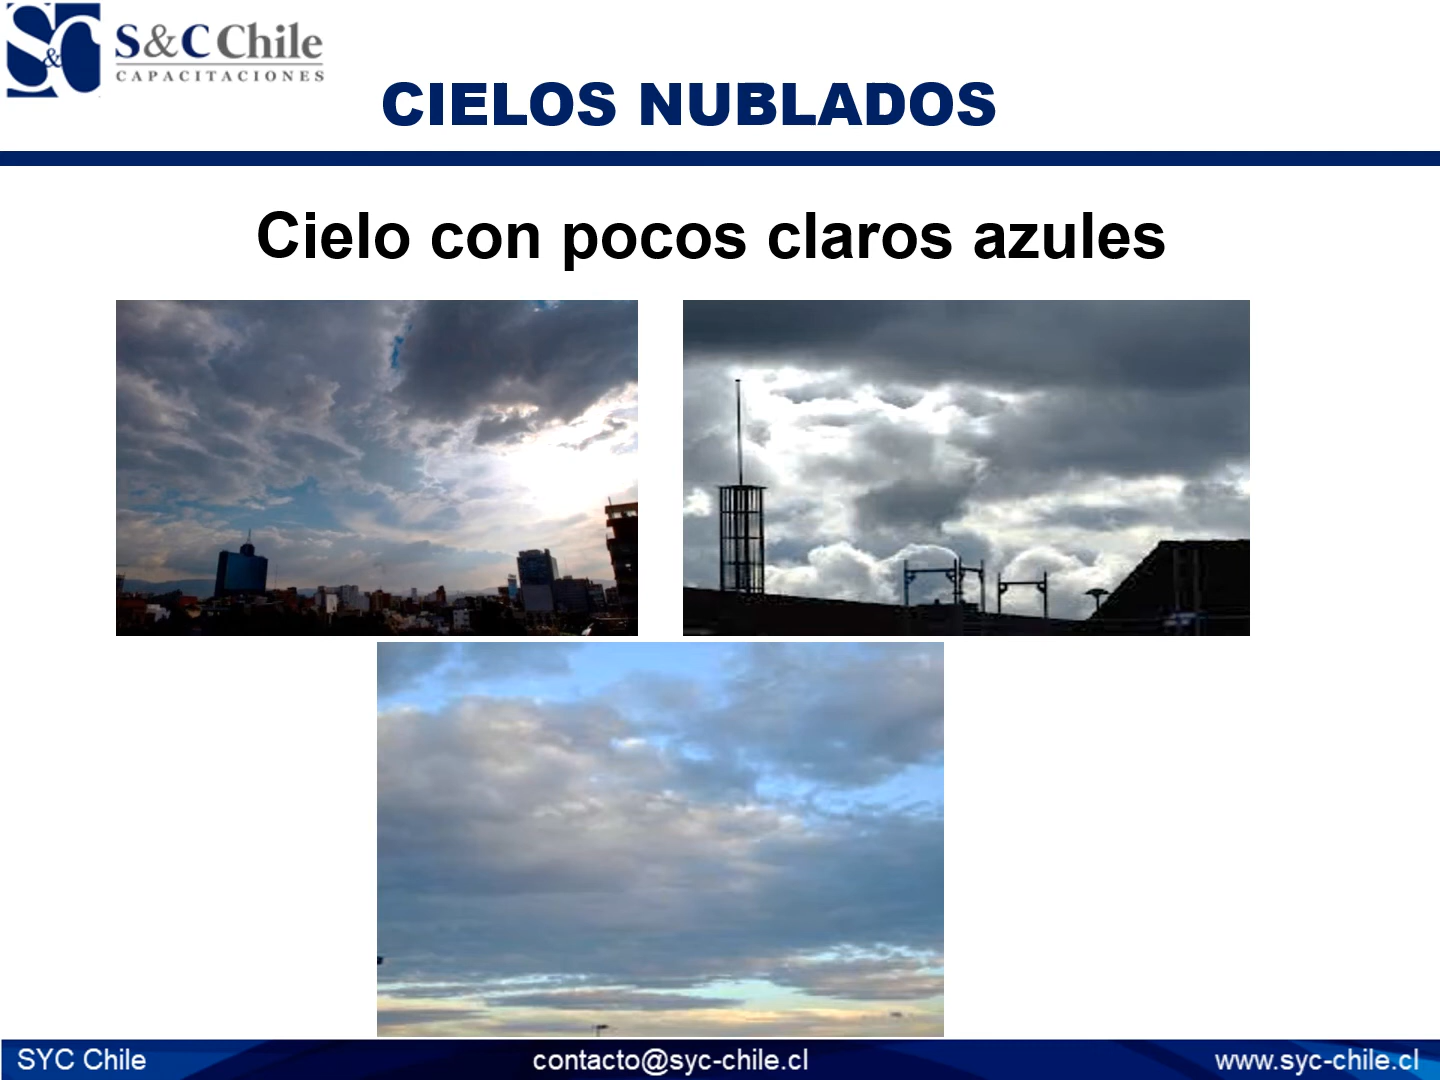 S&C
S&C Chile
CAPACITACIONES
CIELOS NUBLADOS
Cielo con pocos claros azules
SYC Chile
contacto@syc-chile.cl
www.syc-chile.cl